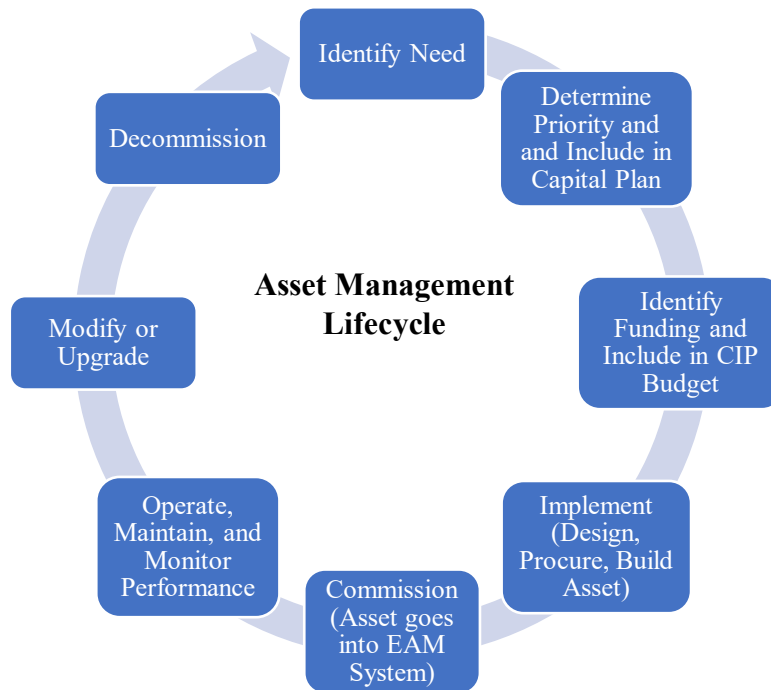 Identify Need
Determine
Priority and
and Include in
Capital Plan
Identify
Funding and
Include in CIP
Budget
Implement
(Design,
Procure, Build
Asset)
Commission
(Asset goes
into EAM
System)
Operate,
Maintain, and
Monitor
Performance
Modify or
Upgrade
Decommission
Asset Management
Lifecycle